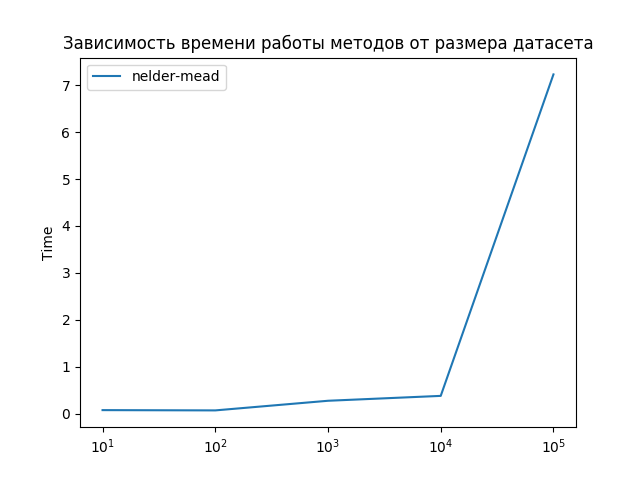 Зависимость времени работы методов от размера датасета
nelder-mead
Time
7
6
5
4
3
2
1
0
10¹ 10² 10³ 10⁴ 10⁵